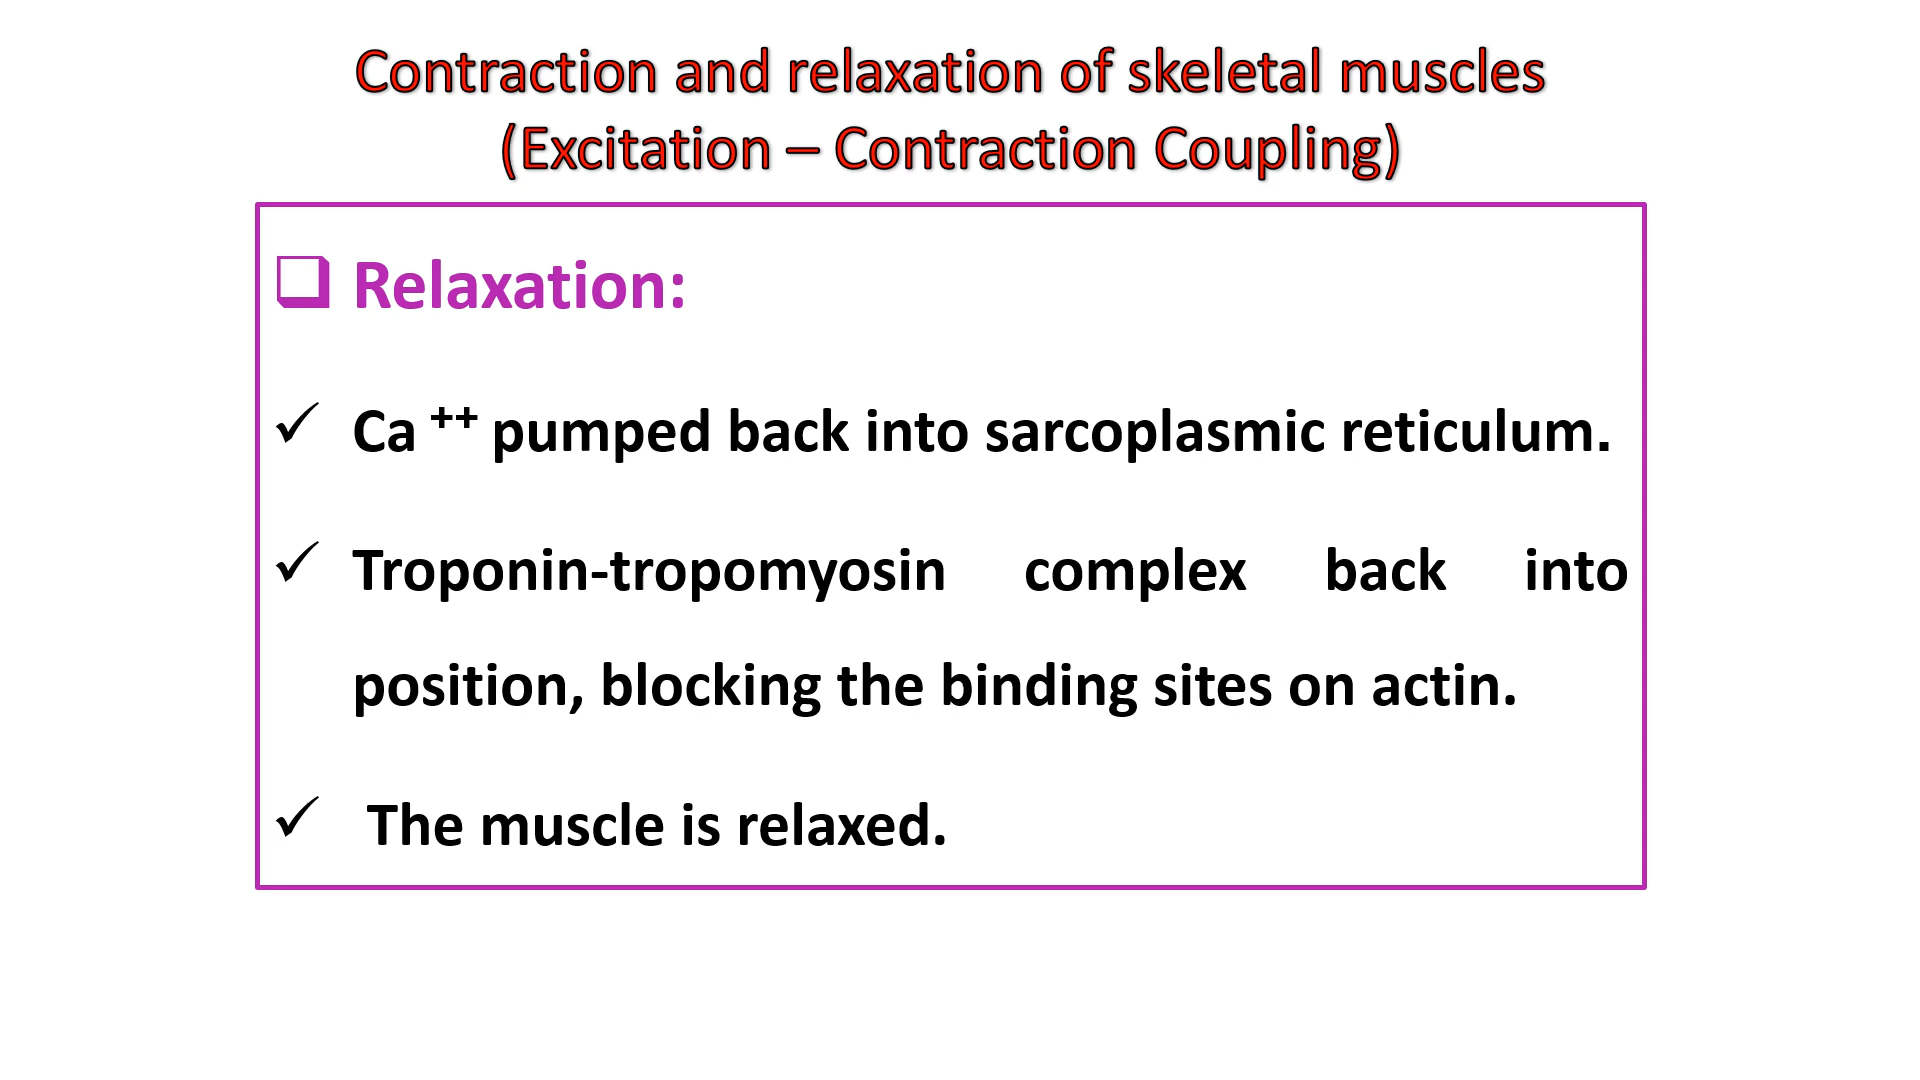 Contraction and relaxation of skeletal muscles
(Excitation – Contraction Coupling)
❑ Relaxation:
✓ Ca ++ pumped back into sarcoplasmic reticulum.
✓ Troponin-tropomyosin complex back into
position, blocking the binding sites on actin.
✓ The muscle is relaxed.